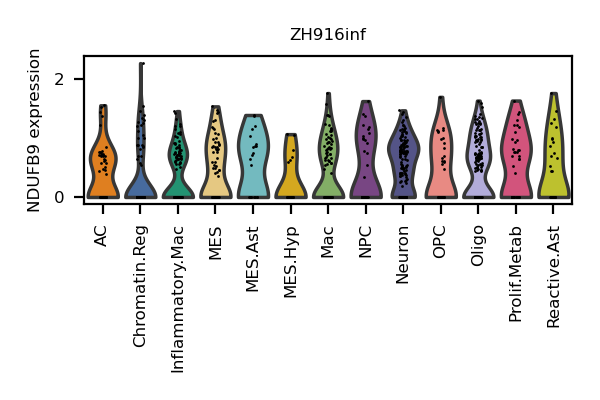 ZH916inf
NDUFB9 expression
2
0
AC
Chromatin.Reg
Inflammatory.Mac
MES
MES.Ast
MES.Hyp
Mac
NPC
Neuron
OPC
Oligo
Prolif.Metab
Reactive.Ast